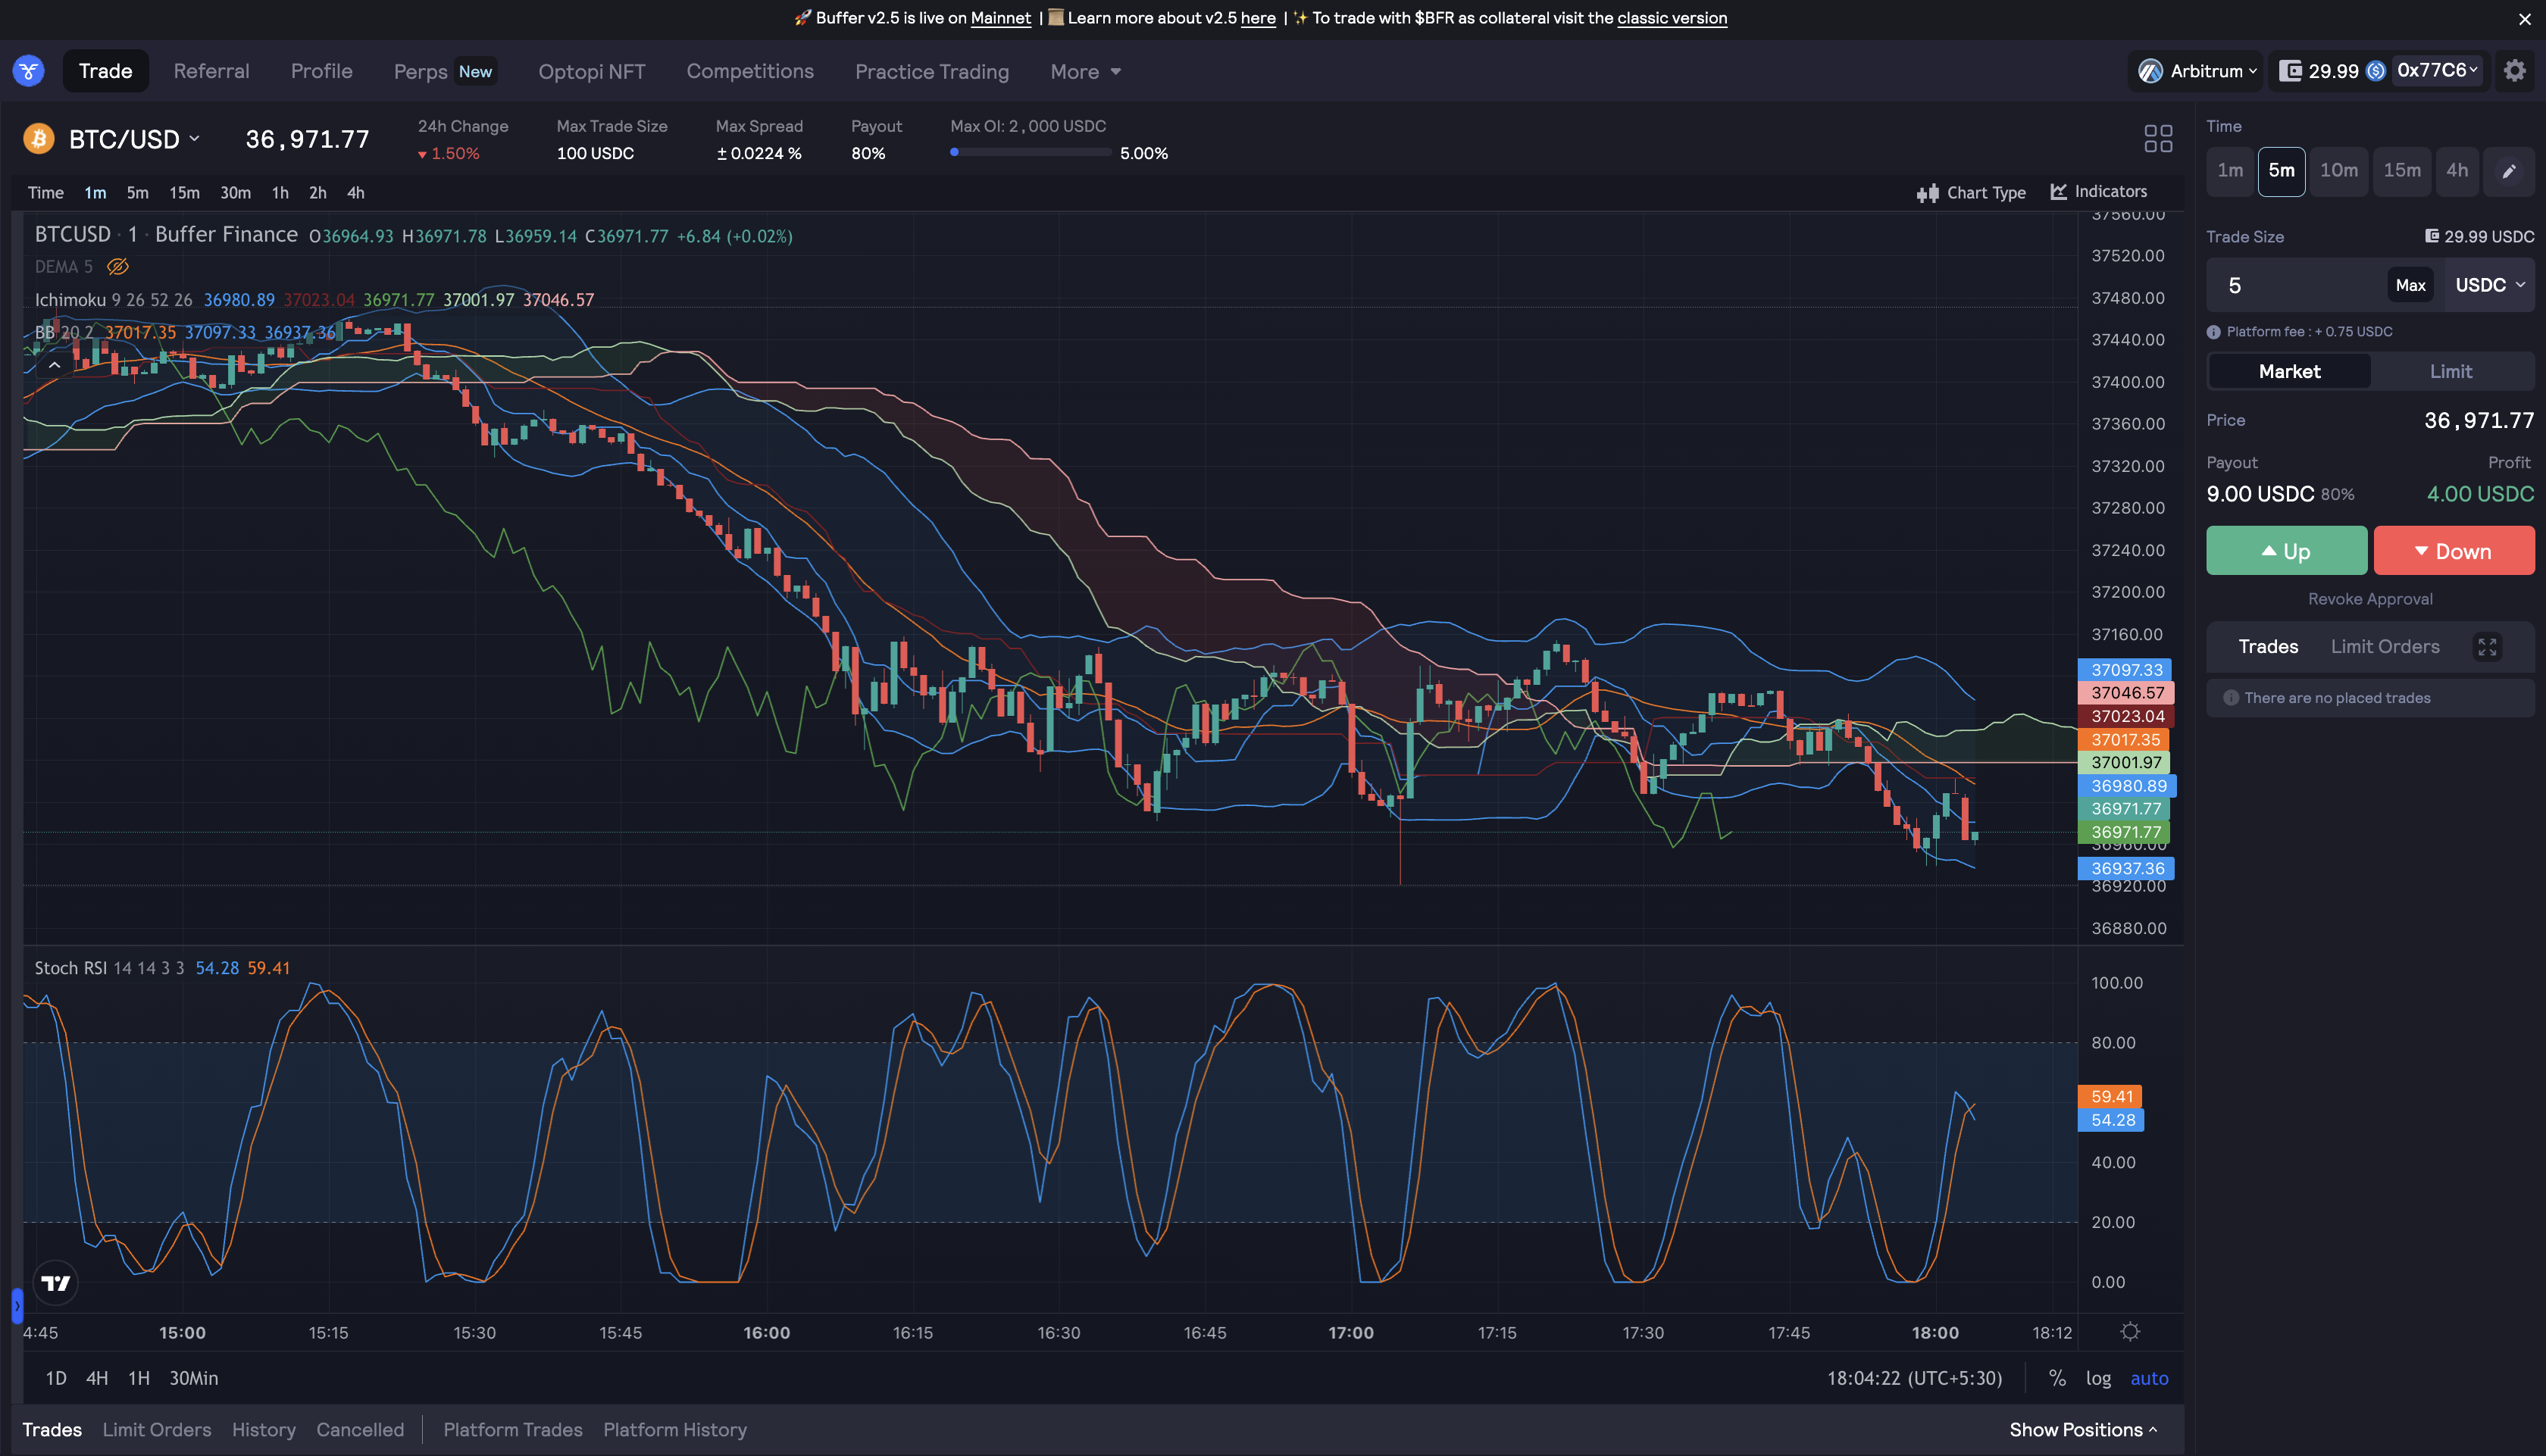 🚀 Buffer v2.5 is live on Mainnet | 📜 Learn more about v2.5 here | ✨ To trade with $BFR as collateral visit the classic version
Trade Referral Profile Perps New Optopi NFT Competitions Practice Trading More Arbitrum 29.99 0x77C6
BTC/USD 36,971.77
24h Change Max Trade Size Max Spread Payout Max OI: 2,000 USDC
1.50% 100 USDC ± 0.0224 % 80% 5.00%
Time 1m 5m 15m 30m 1h 2h 4h Chart Type Indicators
BTCUSD · 1 · Buffer Finance O36964.93 H36971.78 L36959.14 C36971.77 +6.84 (+0.02%)
DEMA 5
Ichimoku 9 26 52 26 36980.89 37023.04 36971.77 37001.97 37046.57
BB 20 2 37017.35 37097.33 36937.36
37560.00
37520.00
37480.00
37440.00
37400.00
37360.00
37320.00
37280.00
37240.00
37200.00
37160.00
37097.33
37046.57
37023.04
37017.35
37001.97
36980.89
36971.77
36971.77
36960.00
36937.36
36920.00
36880.00
Stoch RSI 14 14 3 3 54.28 59.41
100.00
80.00
59.41
54.28
40.00
20.00
0.00
4:45 15:00 15:15 15:30 15:45 16:00 16:15 16:30 16:45 17:00 17:15 17:30 17:45 18:00 18:12
1D 4H 1H 30Min 18:04:22 (UTC+5:30) % log auto
Trades Limit Orders History Cancelled Platform Trades Platform History Show Positions
Time
1m 5m 10m 15m 4h
Trade Size 29.99 USDC
5 Max USDC
Platform fee : + 0.75 USDC
Market Limit
Price 36,971.77
Payout Profit
9.00 USDC 80% 4.00 USDC
Up Down
Revoke Approval
Trades Limit Orders
There are no placed trades